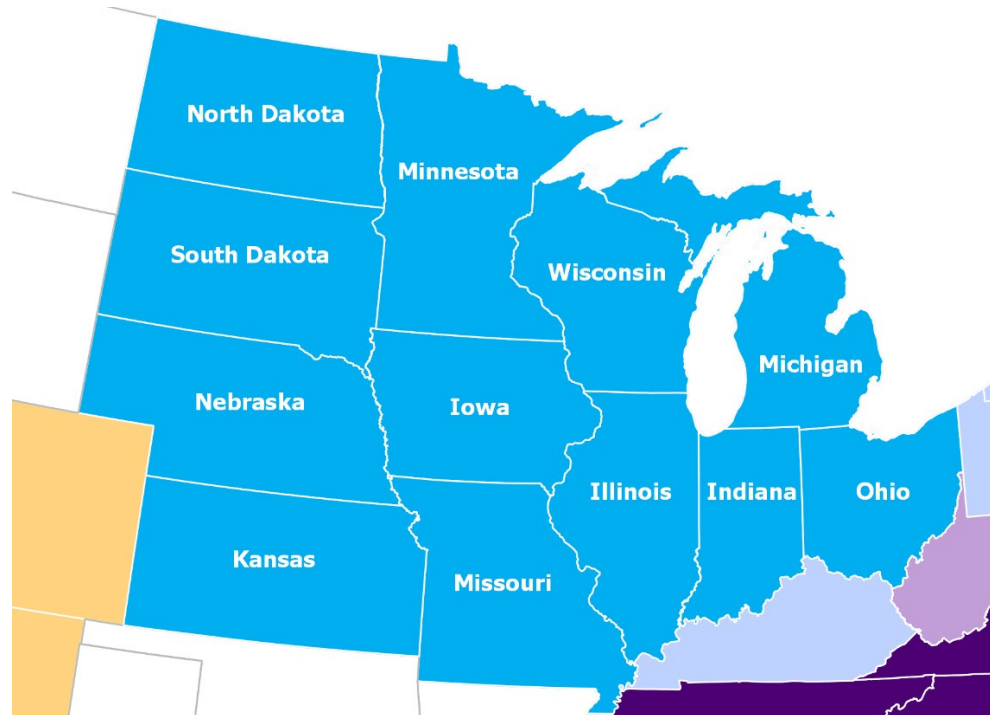 North Dakota
Minnesota
South Dakota
Wisconsin
Michigan
Nebraska
Iowa
Illinois
Indiana
Ohio
Kansas
Missouri